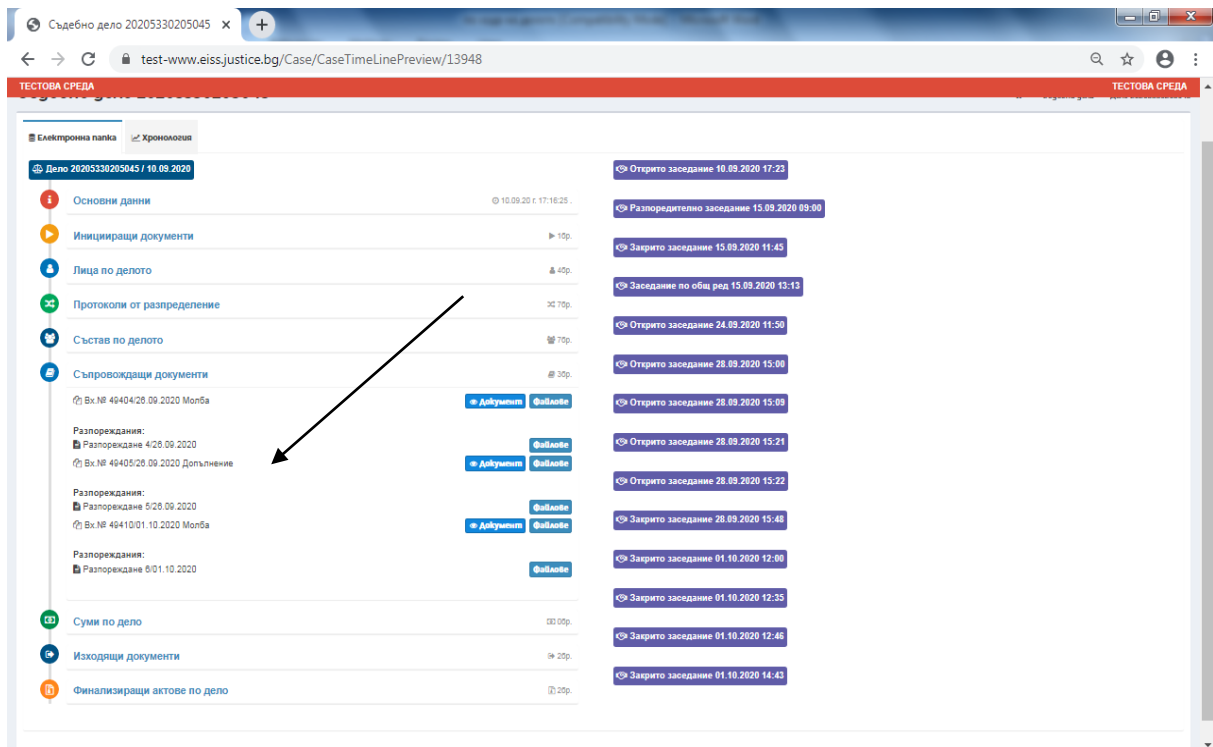 Съдебно дело 20205330205045
test-www.eiss.justice.bg/Case/CaseTimeLinePreview/13948
ТЕСТОВА СРЕДА
ТЕСТОВА СРЕДА
Електронна папка
Хронология
Дело 20205330205045 / 10.09.2020
Основни данни
10.09.20 г. 17:16:25 .
Иницииращи документи
1бр.
Лица по делото
4бр.
Протоколи от разпределение
7бр.
Състав по делото
7бр.
Съпровождащи документи
3бр.
Вх.№ 49404/26.09.2020 Молба
Документ Файлове
Разпореждания:
Разпореждане 4/26.09.2020
Файлове
Вх.№ 49405/26.09.2020 Допълнение
Документ Файлове
Разпореждания:
Разпореждане 5/26.09.2020
Файлове
Вх.№ 49410/01.10.2020 Молба
Документ Файлове
Разпореждания:
Разпореждане 6/01.10.2020
Файлове
Суми по дело
0бр.
Изходящи документи
2бр.
Финализиращи актове по дело
2бр.
Открито заседание 10.09.2020 17:23
Разпоредително заседание 15.09.2020 09:00
Закрито заседание 15.09.2020 11:45
Заседание по общ ред 15.09.2020 13:13
Открито заседание 24.09.2020 11:50
Открито заседание 28.09.2020 15:00
Открито заседание 28.09.2020 15:09
Открито заседание 28.09.2020 15:21
Открито заседание 28.09.2020 15:22
Закрито заседание 28.09.2020 15:48
Закрито заседание 01.10.2020 12:00
Закрито заседание 01.10.2020 12:35
Закрито заседание 01.10.2020 12:46
Закрито заседание 01.10.2020 14:43